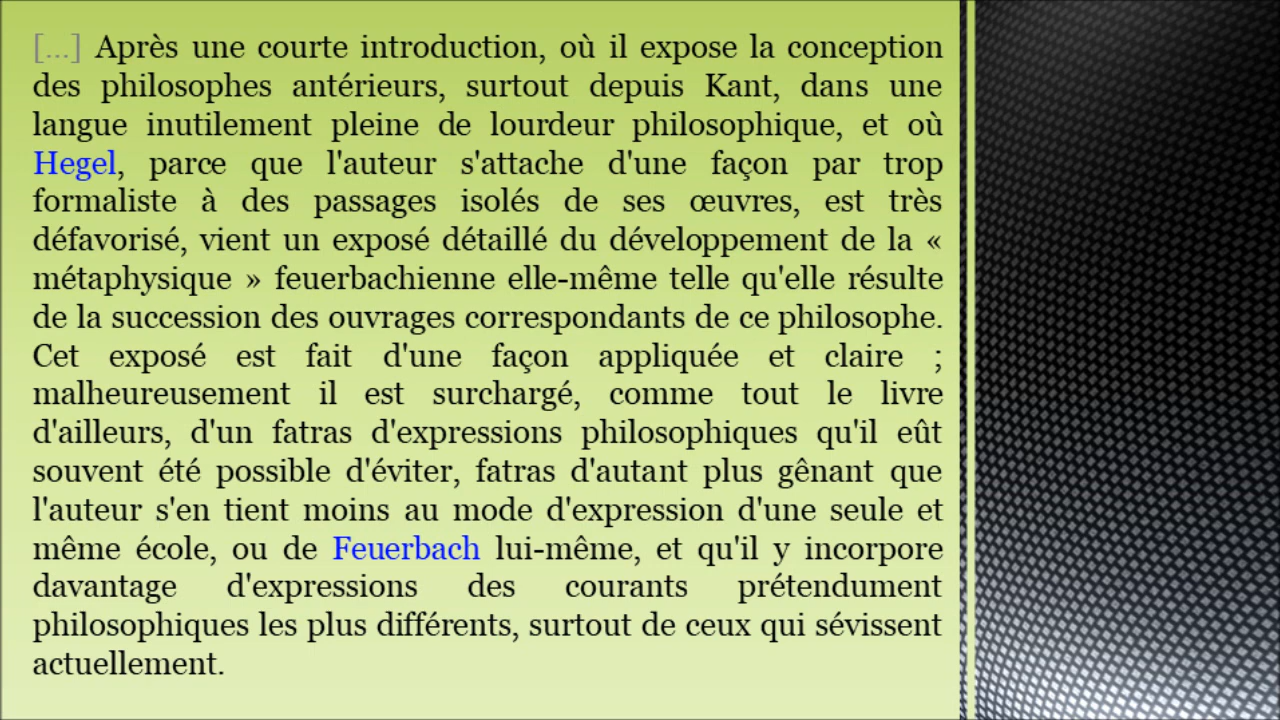 [...] Après une courte introduction, où il expose la conception
des philosophes antérieurs, surtout depuis Kant, dans une
langue inutilement pleine de lourdeur philosophique, et où
Hegel, parce que l'auteur s'attache d'une façon par trop
formaliste à des passages isolés de ses œuvres, est très
défavorisé, vient un exposé détaillé du développement de la «
métaphysique » feuerbachienne elle-même telle qu'elle résulte
de la succession des ouvrages correspondants de ce philosophe.
Cet exposé est fait d'une façon appliquée et claire ;
malheureusement il est surchargé, comme tout le livre
d'ailleurs, d'un fatras d'expressions philosophiques qu'il eût
souvent été possible d'éviter, fatras d'autant plus gênant que
l'auteur s'en tient moins au mode d'expression d'une seule et
même école, ou de Feuerbach lui-même, et qu'il y incorpore
davantage d'expressions des courants prétendument
philosophiques les plus différents, surtout de ceux qui sévissent
actuellement.